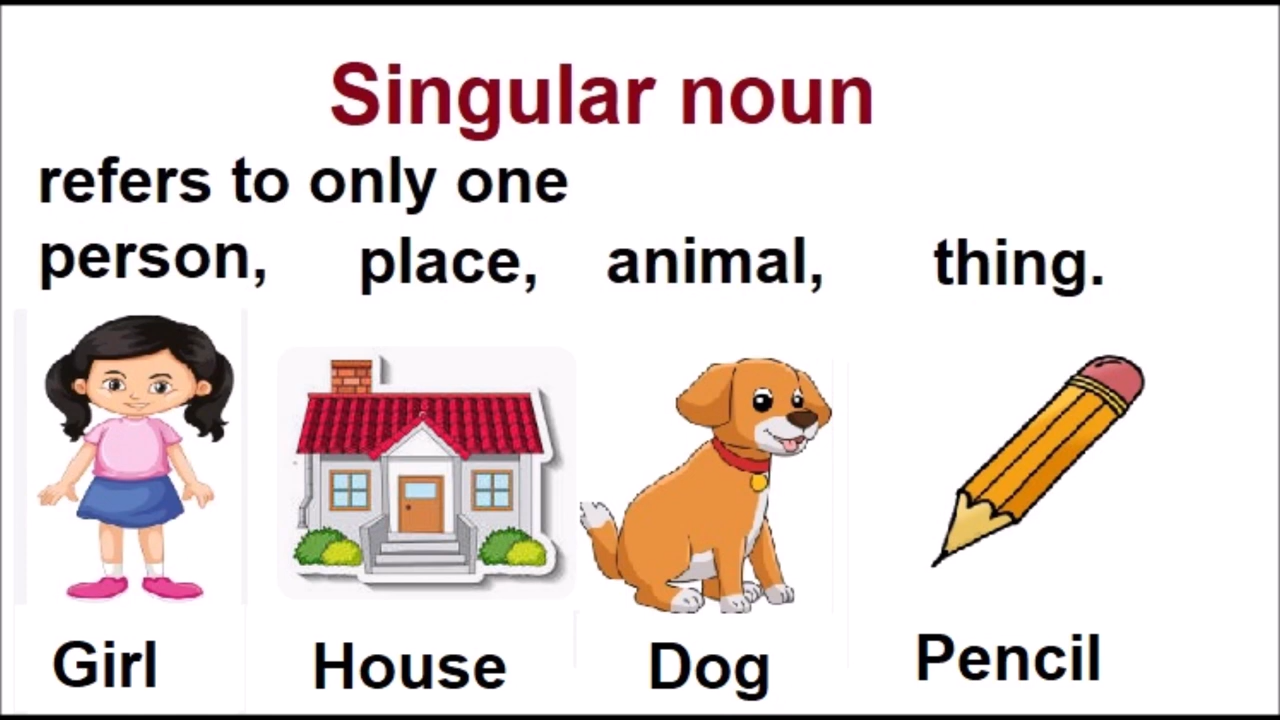 Singular noun
refers to only one
person, place, animal, thing.
Girl House Dog Pencil